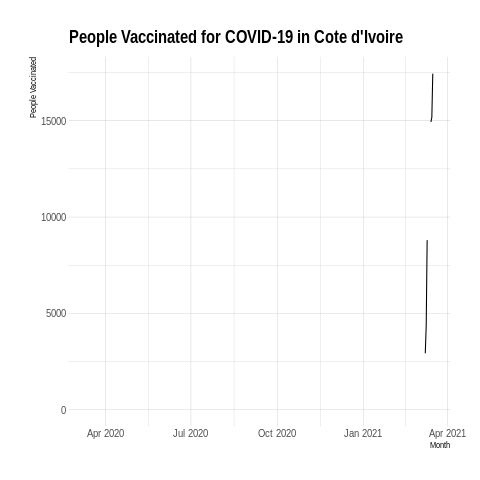 People Vaccinated for COVID-19 in Cote d'Ivoire
People Vaccinated
15000
10000
5000
0
Apr 2020 Jul 2020 Oct 2020 Jan 2021 Apr 2021
Month